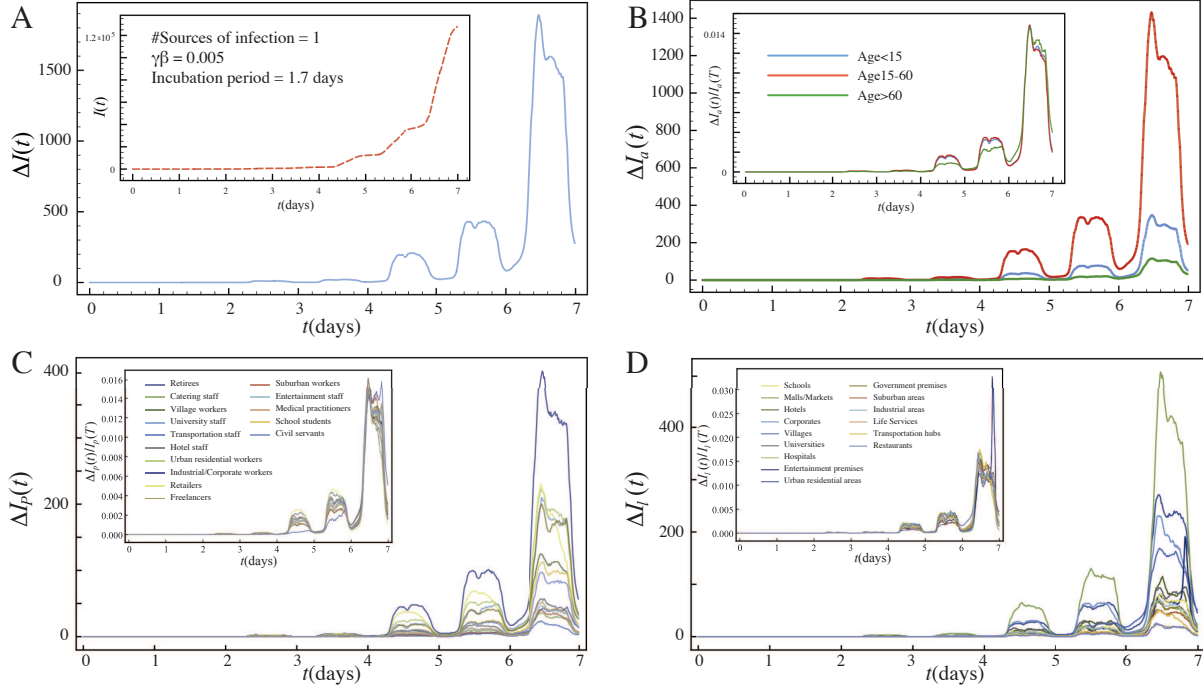 A
ΔI(t)
1500
1000
500
0
0 1 2 3 4 5 6 7
t(days)
#Sources of infection = 1
γβ = 0.005
Incubation period = 1.7 days
I(t)
1.2×10⁵
0
0 1 2 3 4 5 6 7
t(days)
B
ΔIₐ(t)
1400
1200
1000
800
600
400
200
0
0 1 2 3 4 5 6 7
t(days)
Age<15
Age15-60
Age>60
ΔIₐ(t)/Iₐ(T)
0.014
0
0 1 2 3 4 5 6 7
t(days)
C
ΔI_P(t)
400
200
0
0 1 2 3 4 5 6 7
t(days)
Retirees
Catering staff
Village workers
University staff
Transportation staff
Hotel staff
Urban residential workers
Industrial/Corporate workers
Retailers
Freelancers
Suburban workers
Entertainment staff
Medical practitioners
School students
Civil servants
ΔI_p(t)/I_p(T)
0.016
0.014
0.012
0.010
0.008
0.006
0.004
0.002
0.000
0 1 2 3 4 5 6 7
t(days)
D
ΔI_l(t)
400
200
0
0 1 2 3 4 5 6 7
t(days)
Schools
Malls/Markets
Hotels
Corporates
Villages
Universities
Hospitals
Entertainment premises
Urban residential areas
Government premises
Suburban areas
Industrial areas
Life Services
Transportation hubs
Restaurants
ΔI_l(t)/I_l(T)
0.030
0.025
0.020
0.015
0.010
0.005
0.000
0 1 2 3 4 5 6 7
t(days)